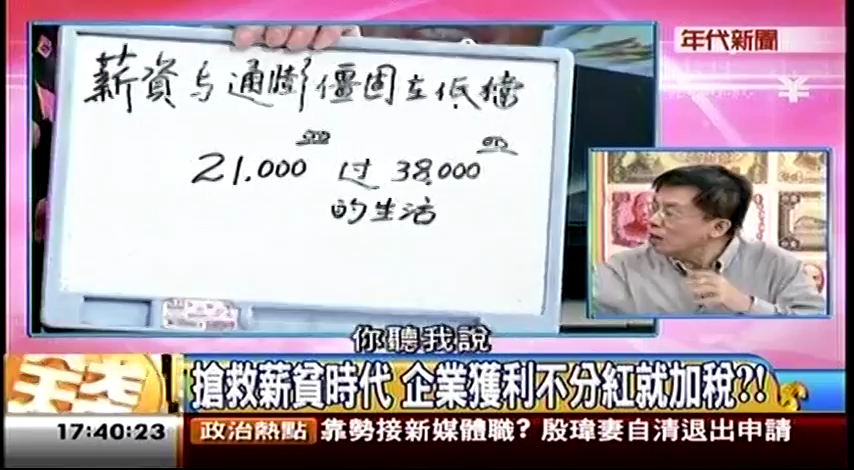 年代新聞
薪資与通膨僵固在低檔
21,000 过 38,000
的生活
你聽我說
搶救薪貧時代 企業獲利不分紅就加稅?!
17:40:23
政治熱點 靠勢接新媒體職? 殷瑋妻自清退出申請